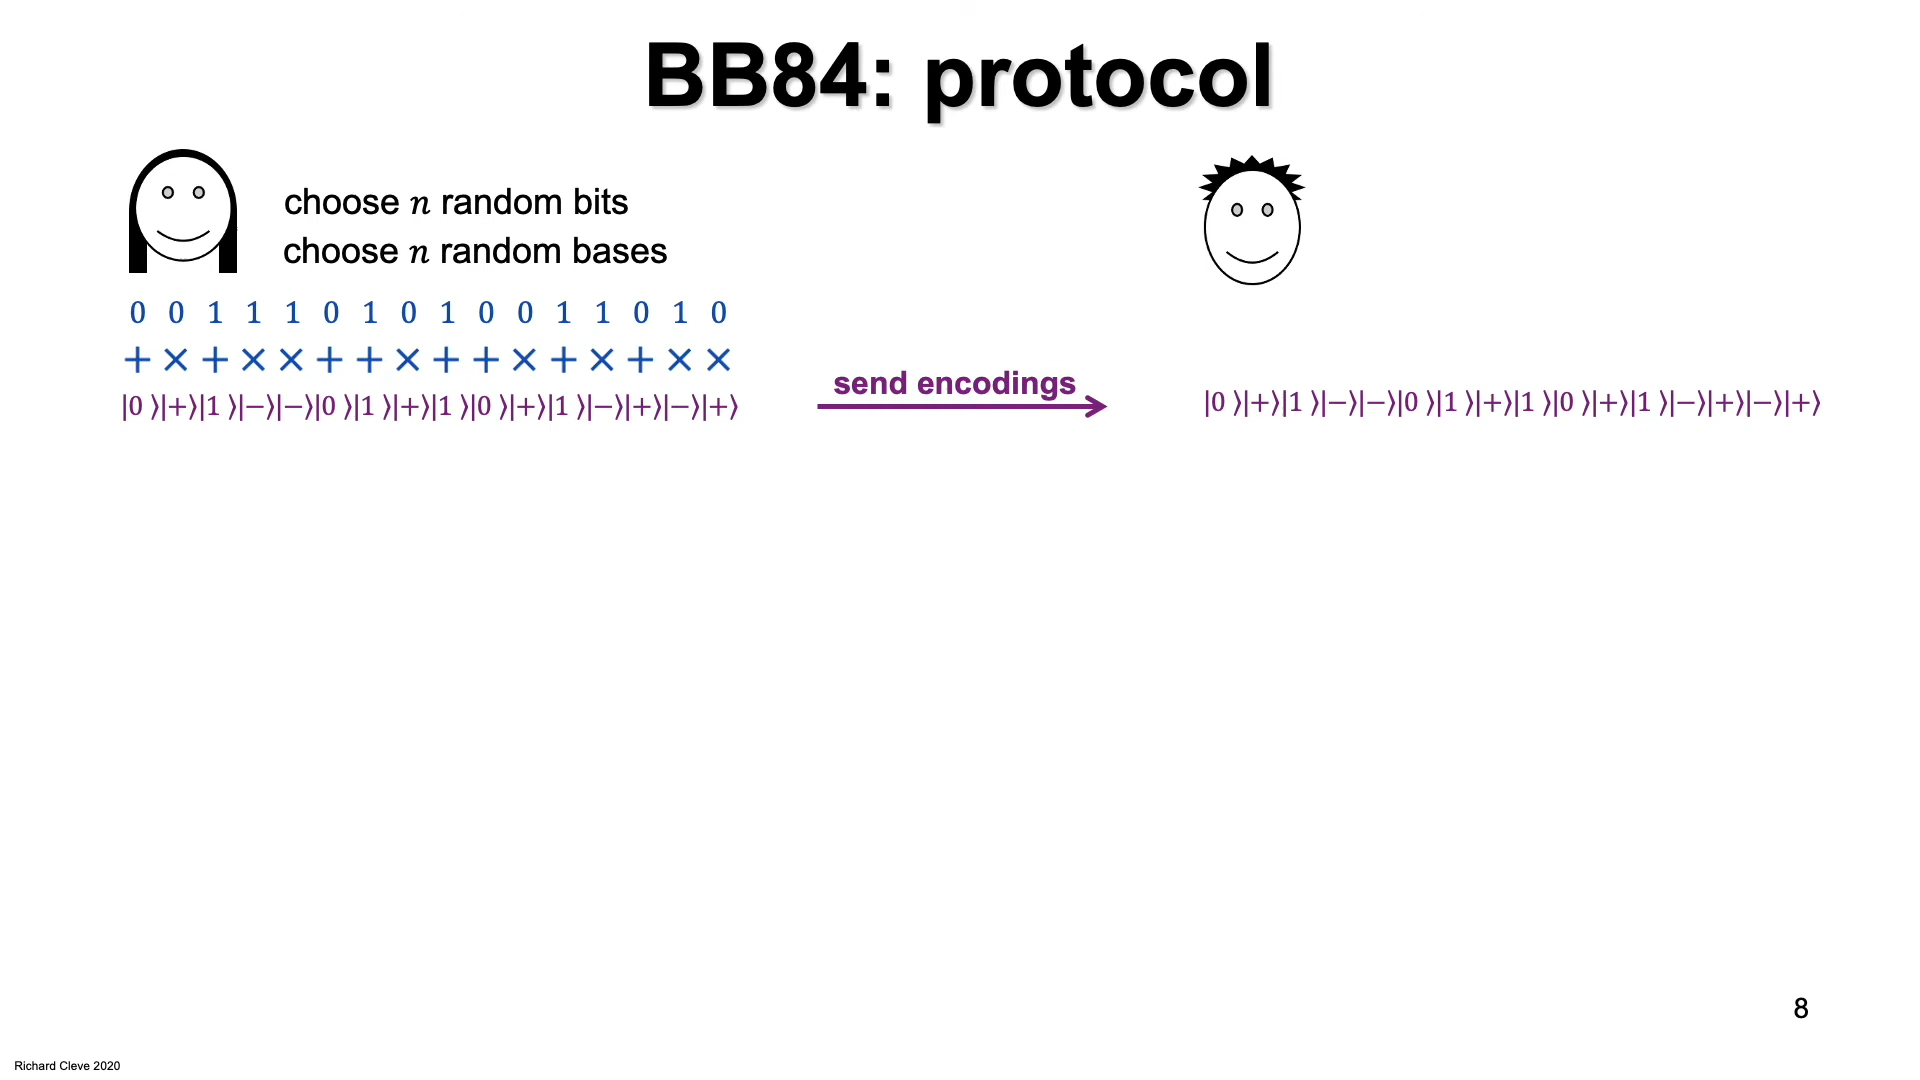 BB84: protocol
choose n random bits
choose n random bases
0 0 1 1 1 0 1 0 1 0 0 1 1 0 1 0
+ × + × × + + × + + × + × + × ×
|0 ⟩|+⟩|1 ⟩|−⟩|−⟩|0 ⟩|1 ⟩|+⟩|1 ⟩|0 ⟩|+⟩|1 ⟩|−⟩|+⟩|−⟩|+⟩
send encodings
|0 ⟩|+⟩|1 ⟩|−⟩|−⟩|0 ⟩|1 ⟩|+⟩|1 ⟩|0 ⟩|+⟩|1 ⟩|−⟩|+⟩|−⟩|+⟩
8
Richard Cleve 2020